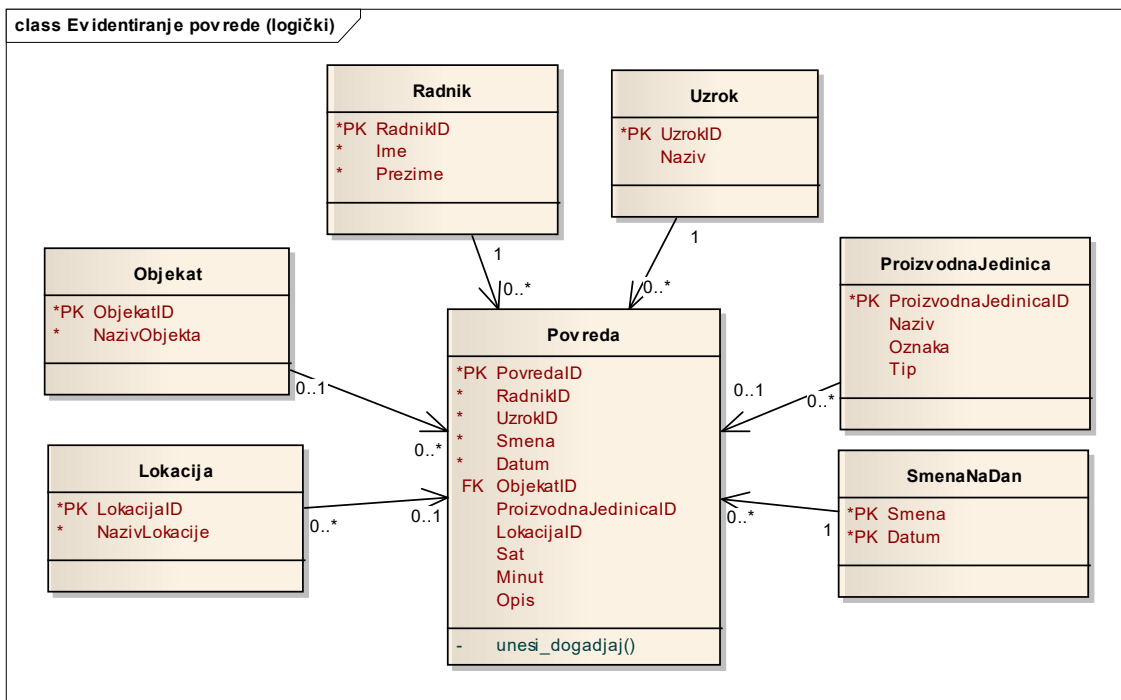 class Evidentiranje povrede (logički)
Radnik
*PK RadnikID
* Ime
* Prezime
Uzrok
*PK UzrokID
Naziv
1
0..*
1
0..*
Objekat
*PK ObjekatID
* NazivObjekta
0..1
0..*
ProizvodnaJedinica
*PK ProizvodnaJedinicaID
Naziv
Oznaka
Tip
0..1
0..*
Povreda
*PK PovredaID
* RadnikID
* UzrokID
* Smena
* Datum
FK ObjekatID
ProizvodnaJedinicaID
LokacijaID
Sat
Minut
Opis
- unesi_dogadjaj()
Lokacija
*PK LokacijaID
* NazivLokacije
0..*
0..1
SmenaNaDan
*PK Smena
*PK Datum
0..*
1